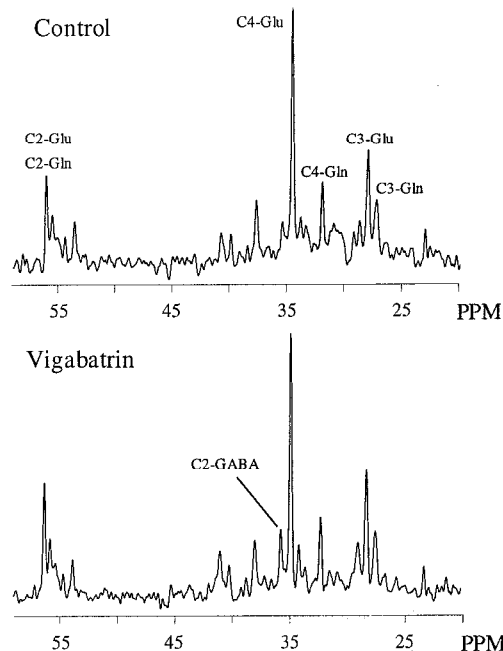 Control
C4-Glu
C2-Glu
C2-Gln
C3-Glu
C4-Gln
C3-Gln
55 45 35 25 PPM
Vigabatrin
C2-GABA
55 45 35 25 PPM